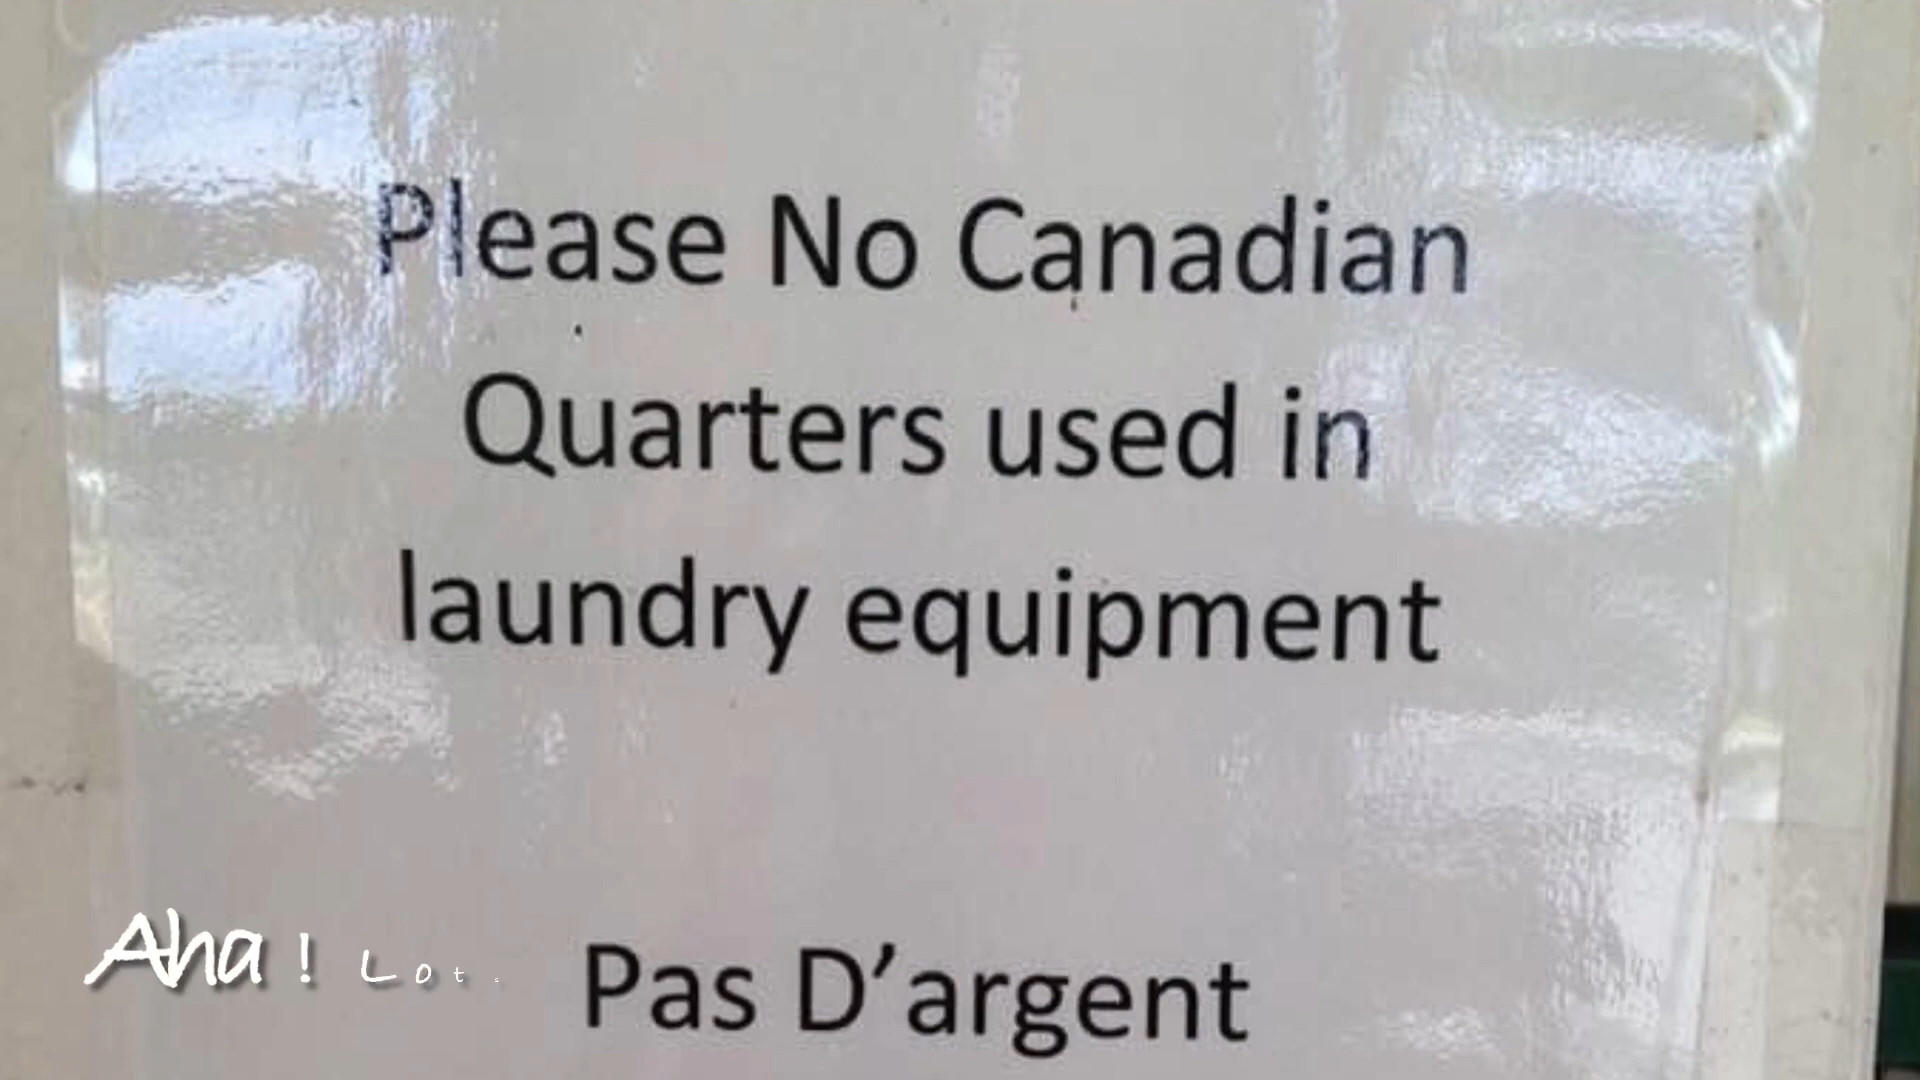 Please No Canadian
Quarters used in
laundry equipment
Pas D’argent
Aha! Lot.